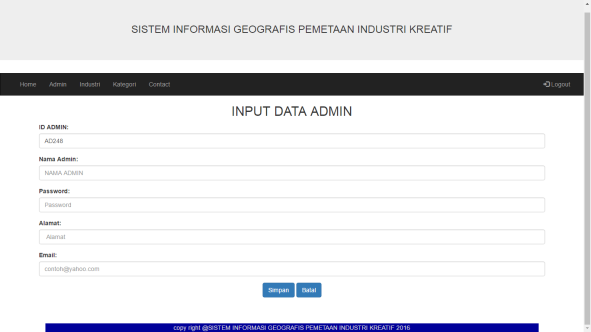 SISTEM INFORMASI GEOGRAFIS PEMETAAN INDUSTRI KREATIF
Home Admin Industri Kategori Contact Logout
INPUT DATA ADMIN
ID ADMIN:
AD248
Nama Admin:
NAMA ADMIN
Password:
Password
Alamat:
Alamat
Email:
contoh@yahoo.com
Simpan Batal
copy right @SISTEM INFORMASI GEOGRAFIS PEMETAAN INDUSTRI KREATIF 2016